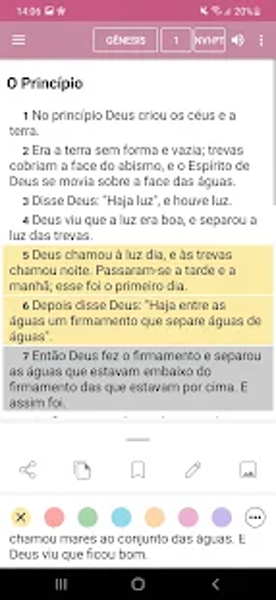 14:06 20%
GÊNESIS 1 NVI-PT
O Princípio
1 No princípio Deus criou os céus e a
terra.
2 Era a terra sem forma e vazia; trevas
cobriam a face do abismo, e o Espírito de
Deus se movia sobre a face das águas.
3 Disse Deus: "Haja luz", e houve luz.
4 Deus viu que a luz era boa, e separou a
luz das trevas.
5 Deus chamou à luz dia, e às trevas
chamou noite. Passaram-se a tarde e a
manhã; esse foi o primeiro dia.
6 Depois disse Deus: "Haja entre as
águas um firmamento que separe águas de
águas".
7 Então Deus fez o firmamento e separou
as águas que estavam embaixo do
firmamento das que estavam por cima. E
assim foi.
chamou mares ao conjunto das águas. E
Deus viu que ficou bom.